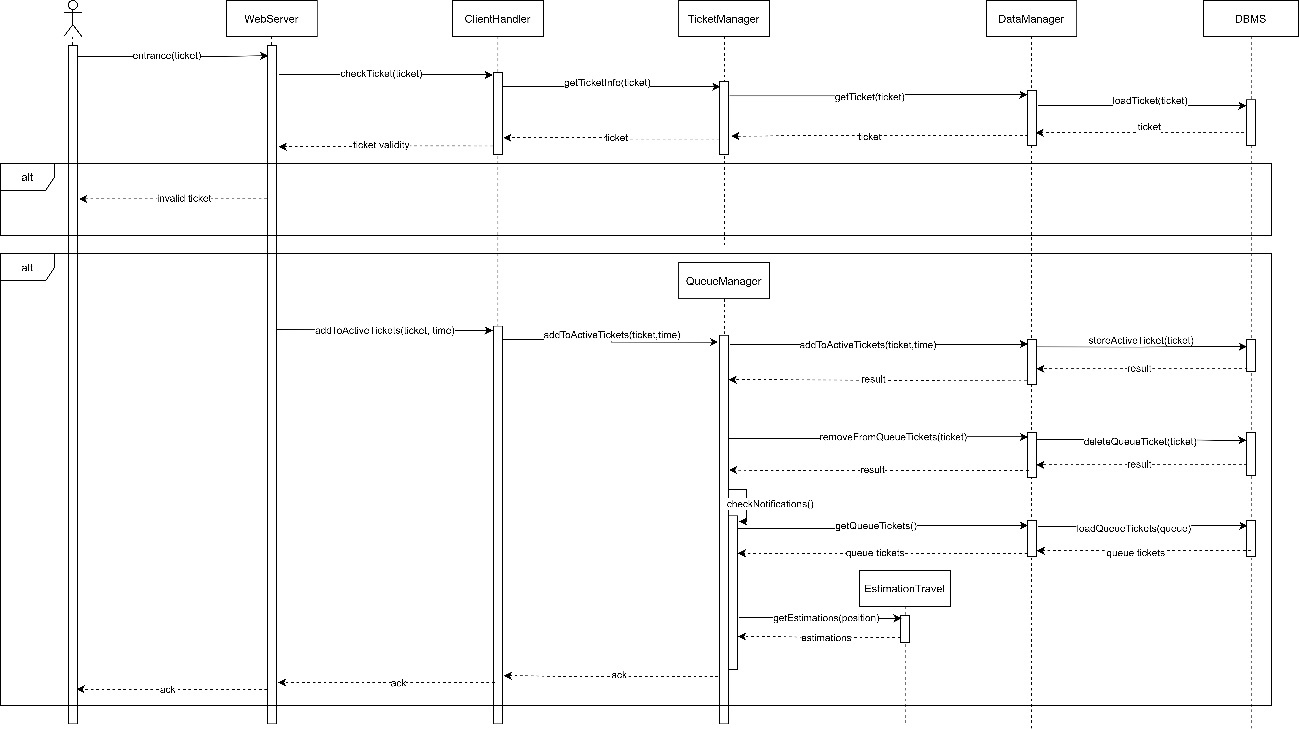 WebServer
ClientHandler
TicketManager
DataManager
DBMS
entrance(ticket)
checkTicket(ticket)
getTicketInfo(ticket)
getTicket(ticket)
loadTicket(ticket)
ticket
ticket
ticket
ticket validity
alt
invalid ticket
alt
QueueManager
addToActiveTickets(ticket, time)
addToActiveTickets(ticket,time)
addToActiveTickets(ticket,time)
storeActiveTicket(ticket)
result
result
removeFromQueueTickets(ticket)
deleteQueueTicket(ticket)
result
result
checkNotifications()
getQueueTickets()
loadQueueTickets(queue)
queue tickets
queue tickets
EstimationTravel
getEstimations(position)
estimations
ack
ack
ack